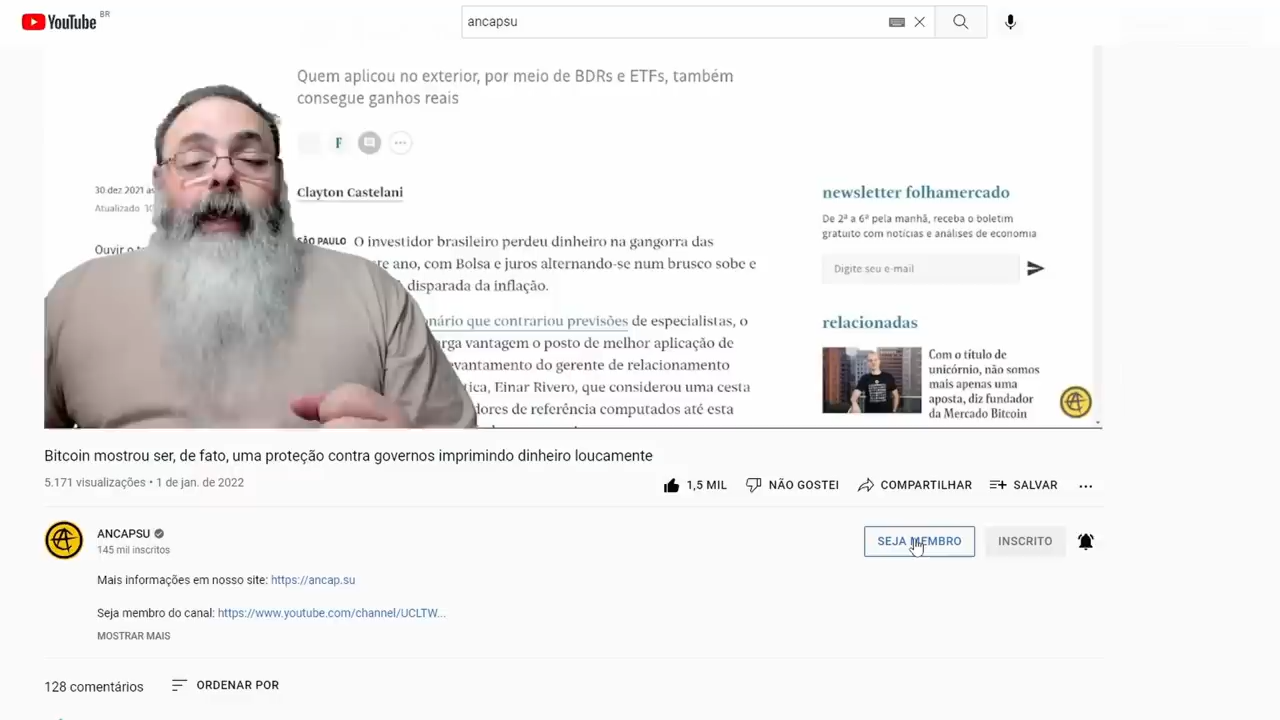 YouTube BR
ancapsu
Quem aplicou no exterior, por meio de BDRs e ETFs, também
consegue ganhos reais
F
30 dez 2021 às
Atualizado
Clayton Castelani
Ouvir o
SÃO PAULO O investidor brasileiro perdeu dinheiro na gangorra das
te ano, com Bolsa e juros alternando-se num brusco sobe e
disparada da inflação.
nário que contrariou previsões de especialistas, o
rga vantagem o posto de melhor aplicação de
evantamento do gerente de relacionamento
tica, Einar Rivero, que considerou uma cesta
dores de referência computados até esta
newsletter folhamercado
De 2ª a 6ª pela manhã, receba o boletim
gratuito com notícias e análises de economia
Digite seu e-mail
relacionadas
Com o título de
unicórnio, não somos
mais apenas uma
aposta, diz fundador
da Mercado Bitcoin
Bitcoin mostrou ser, de fato, uma proteção contra governos imprimindo dinheiro loucamente
5.171 visualizações • 1 de jan. de 2022
1,5 MIL NÃO GOSTEI COMPARTILHAR SALVAR
ANCAPSU
145 mil inscritos
SEJA MEMBRO INSCRITO
Mais informações em nosso site: https://ancap.su
Seja membro do canal: https://www.youtube.com/channel/UCLTW...
MOSTRAR MAIS
128 comentários ORDENAR POR